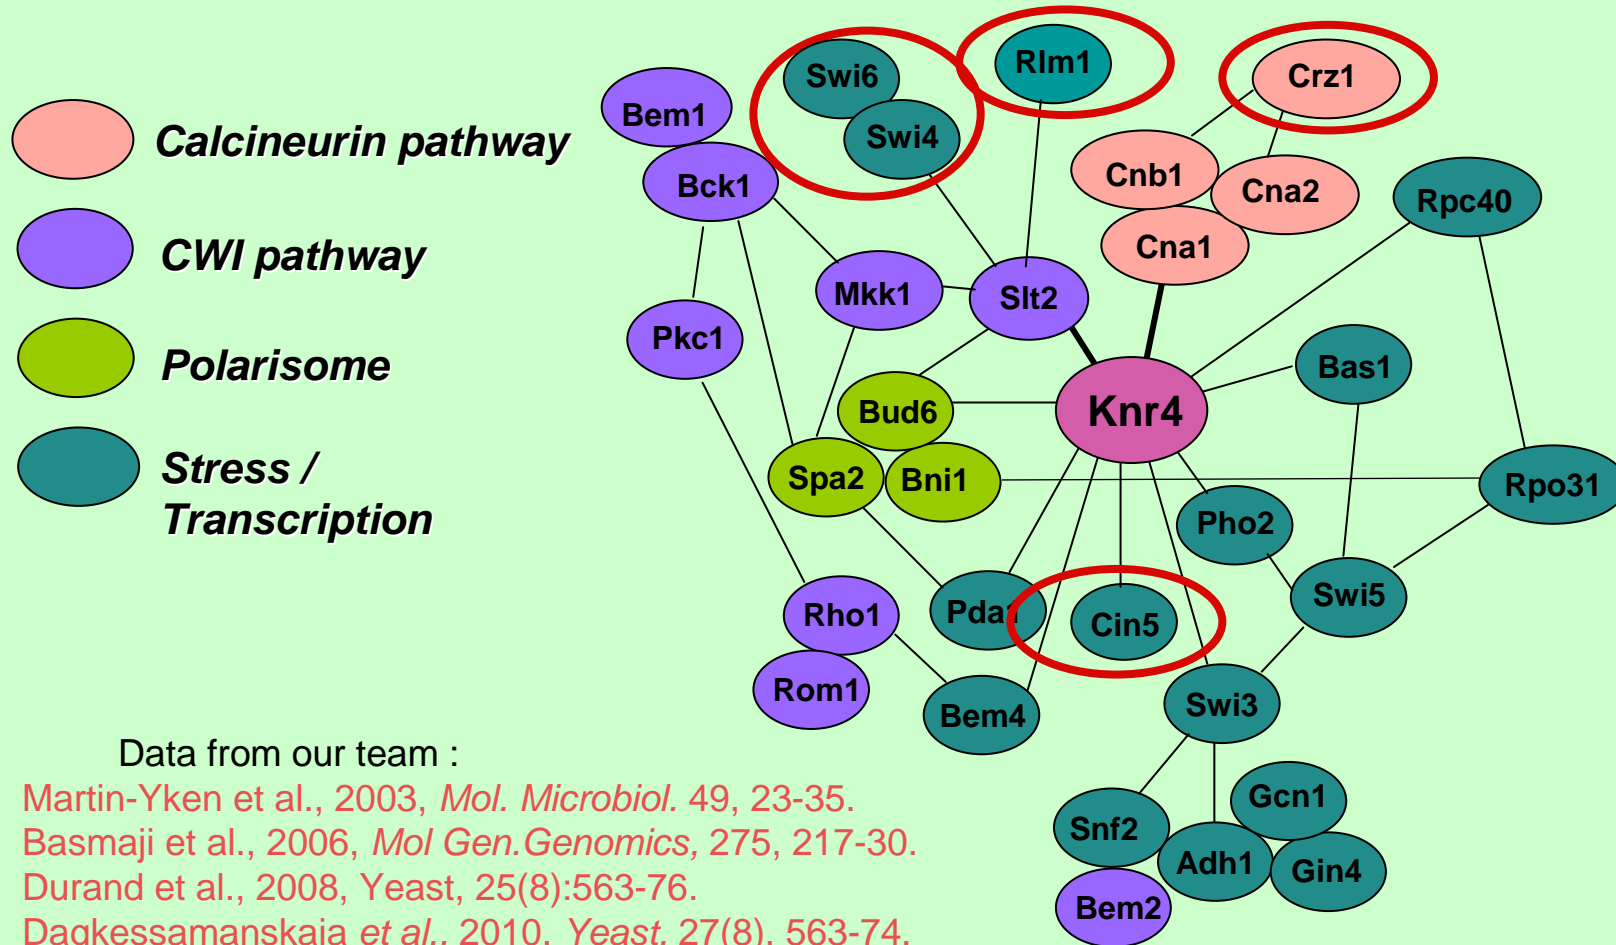 Calcineurin pathway
CWI pathway
Polarisome
Stress /
Transcription
Swi6
Swi4
Rlm1
Crz1
Bem1
Bck1
Cnb1
Cna2
Cna1
Rpc40
Mkk1
Slt2
Pkc1
Bas1
Knr4
Bud6
Spa2
Bni1
Rpo31
Pho2
Swi5
Rho1
Pda1
Cin5
Rom1
Bem4
Swi3
Gcn1
Snf2
Adh1
Gin4
Bem2
Data from our team :
Martin-Yken et al., 2003, Mol. Microbiol. 49, 23-35.
Basmaji et al., 2006, Mol Gen.Genomics, 275, 217-30.
Durand et al., 2008, Yeast, 25(8):563-76.
Dagkessamanskaia et al., 2010, Yeast, 27(8), 563-74.